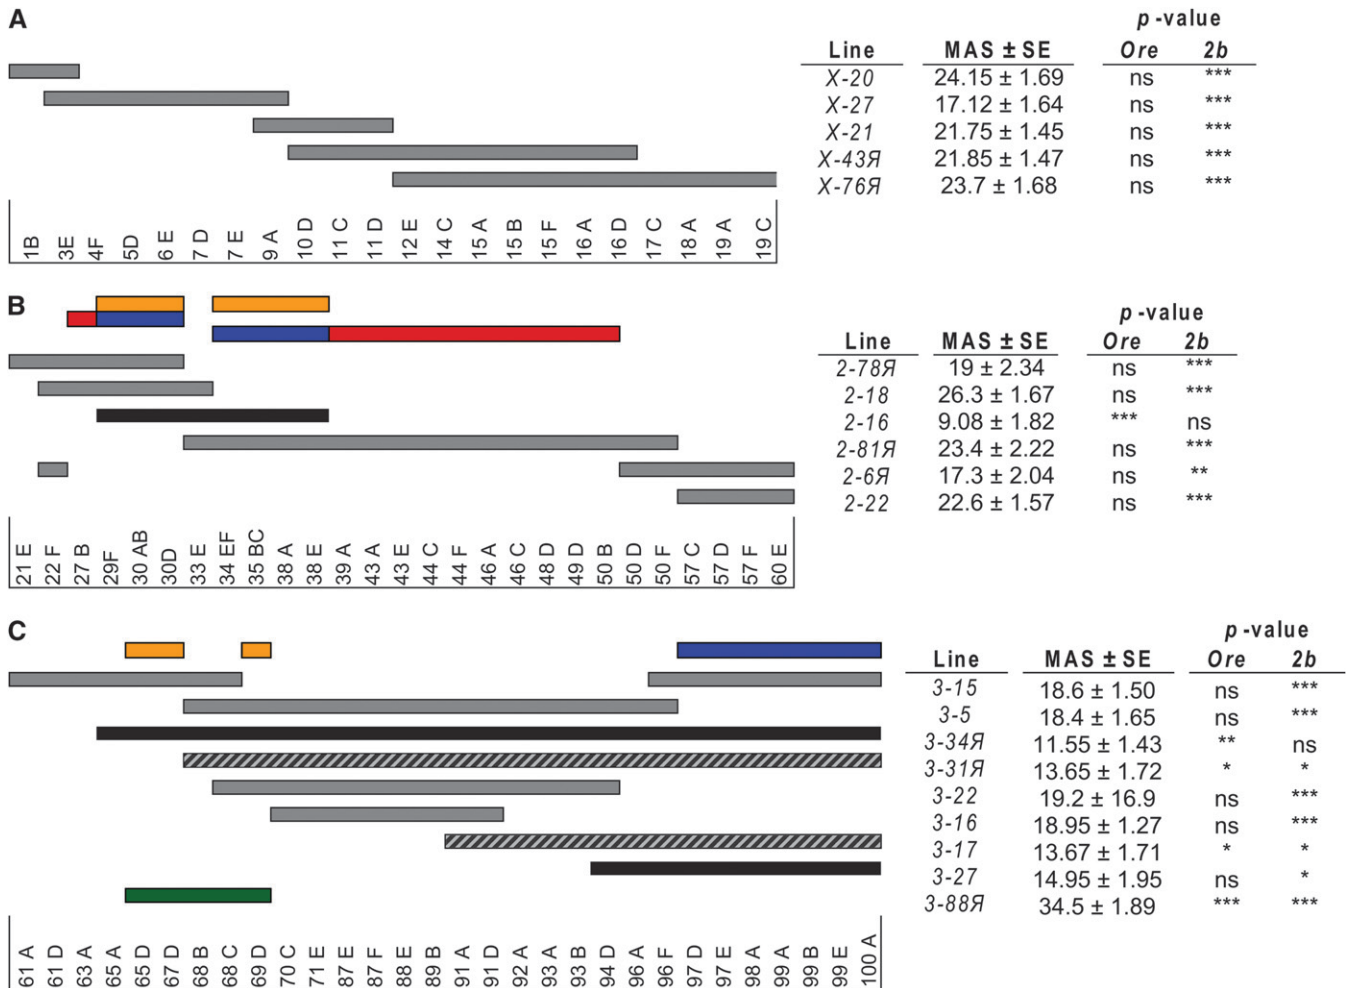 A
p -value
Line MAS ± SE Ore 2b
X-20 24.15 ± 1.69 ns ***
X-27 17.12 ± 1.64 ns ***
X-21 21.75 ± 1.45 ns ***
X-43Я 21.85 ± 1.47 ns ***
X-76Я 23.7 ± 1.68 ns ***
1B 3E 4F 5D 6 E 7 D 7 E 9 A 10 D 11 C 11 D 12 E 14 C 15 A 15 B 15 F 16 A 16 D 17 C 18 A 19 A 19 C
B
p -value
Line MAS ± SE Ore 2b
2-78Я 19 ± 2.34 ns ***
2-18 26.3 ± 1.67 ns ***
2-16 9.08 ± 1.82 *** ns
2-81Я 23.4 ± 2.22 ns ***
2-6Я 17.3 ± 2.04 ns **
2-22 22.6 ± 1.57 ns ***
21 E 22 F 27 B 29F 30 AB 30D 33 E 34 EF 35 BC 38 A 38 E 39 A 43 A 43 E 44 C 44 F 46 A 46 C 48 D 49 D 50 B 50 D 50 F 57 C 57 D 57 F 60 E
C
p -value
Line MAS ± SE Ore 2b
3-15 18.6 ± 1.50 ns ***
3-5 18.4 ± 1.65 ns ***
3-34Я 11.55 ± 1.43 ** ns
3-31Я 13.65 ± 1.72 * *
3-22 19.2 ± 16.9 ns ***
3-16 18.95 ± 1.27 ns ***
3-17 13.67 ± 1.71 * *
3-27 14.95 ± 1.95 ns *
3-88Я 34.5 ± 1.89 *** ***
61 A 61 D 63 A 65 A 65 D 67 D 68 B 68 C 69 D 70 C 71 E 87 E 87 F 88 E 89 B 91 A 91 D 92 A 93 A 93 B 94 D 96 A 96 F 97 D 97 E 98 A 99 A 99 B 99 E 100 A